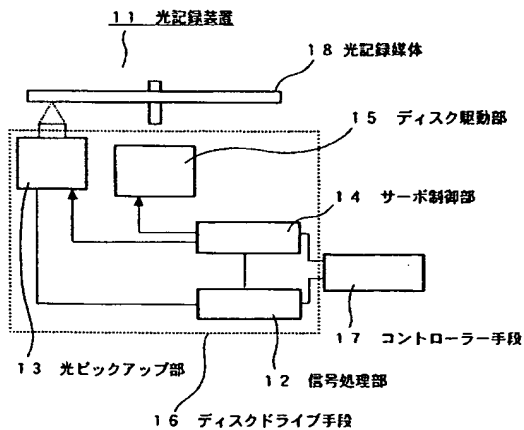 １１ 光記録装置
１８ 光記録媒体
１５ ディスク駆動部
１４ サーボ制御部
１７ コントローラー手段
１３ 光ピックアップ部
１２ 信号処理部
１６ ディスクドライブ手段